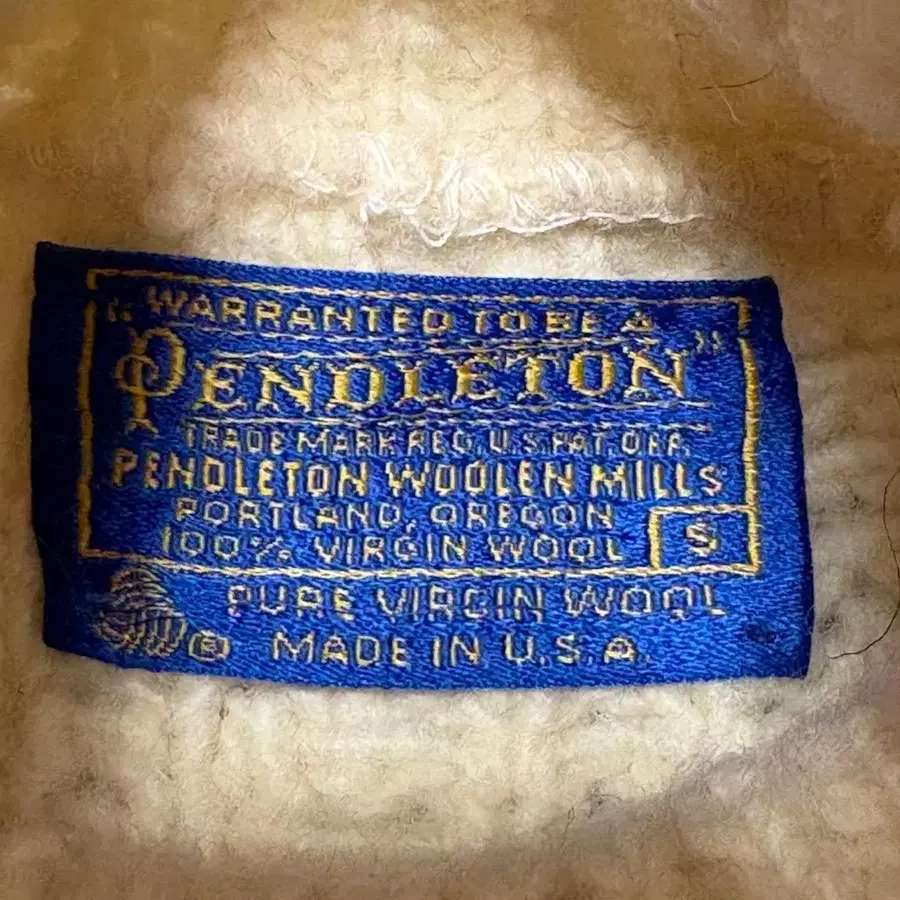 "WARRANTED TO BE A
PENDLETON"
TRADE MARK REG. U.S. PAT. OFF.
PENDLETON WOOLEN MILLS
PORTLAND, OREGON
100% VIRGIN WOOL S
PURE VIRGIN WOOL
® MADE IN U.S.A.